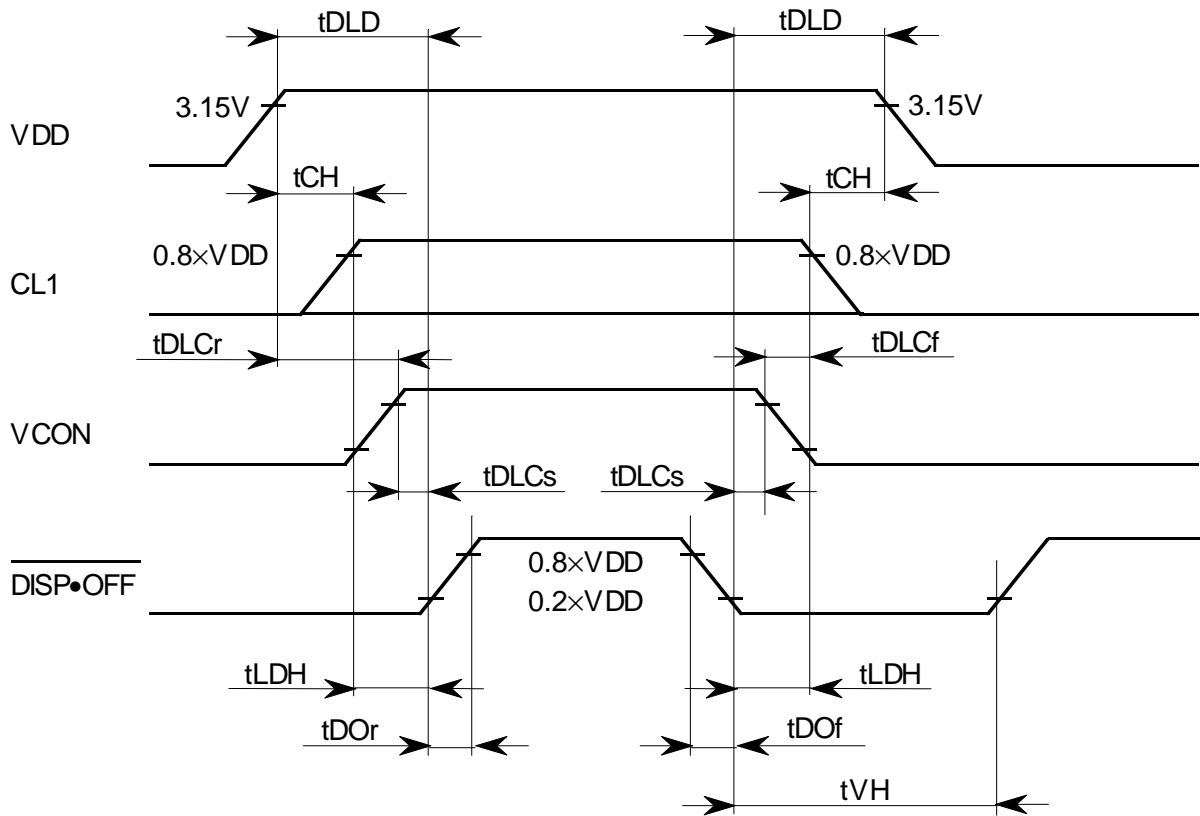 tDLD tDLD
3.15V 3.15V
VDD
tCH tCH
0.8×VDD 0.8×VDD
CL1
tDLCr tDLCf
VCON
tDLCs tDLCs
DISP•OFF
0.8×VDD
0.2×VDD
tLDH tLDH
tDOr tDOf
tVH